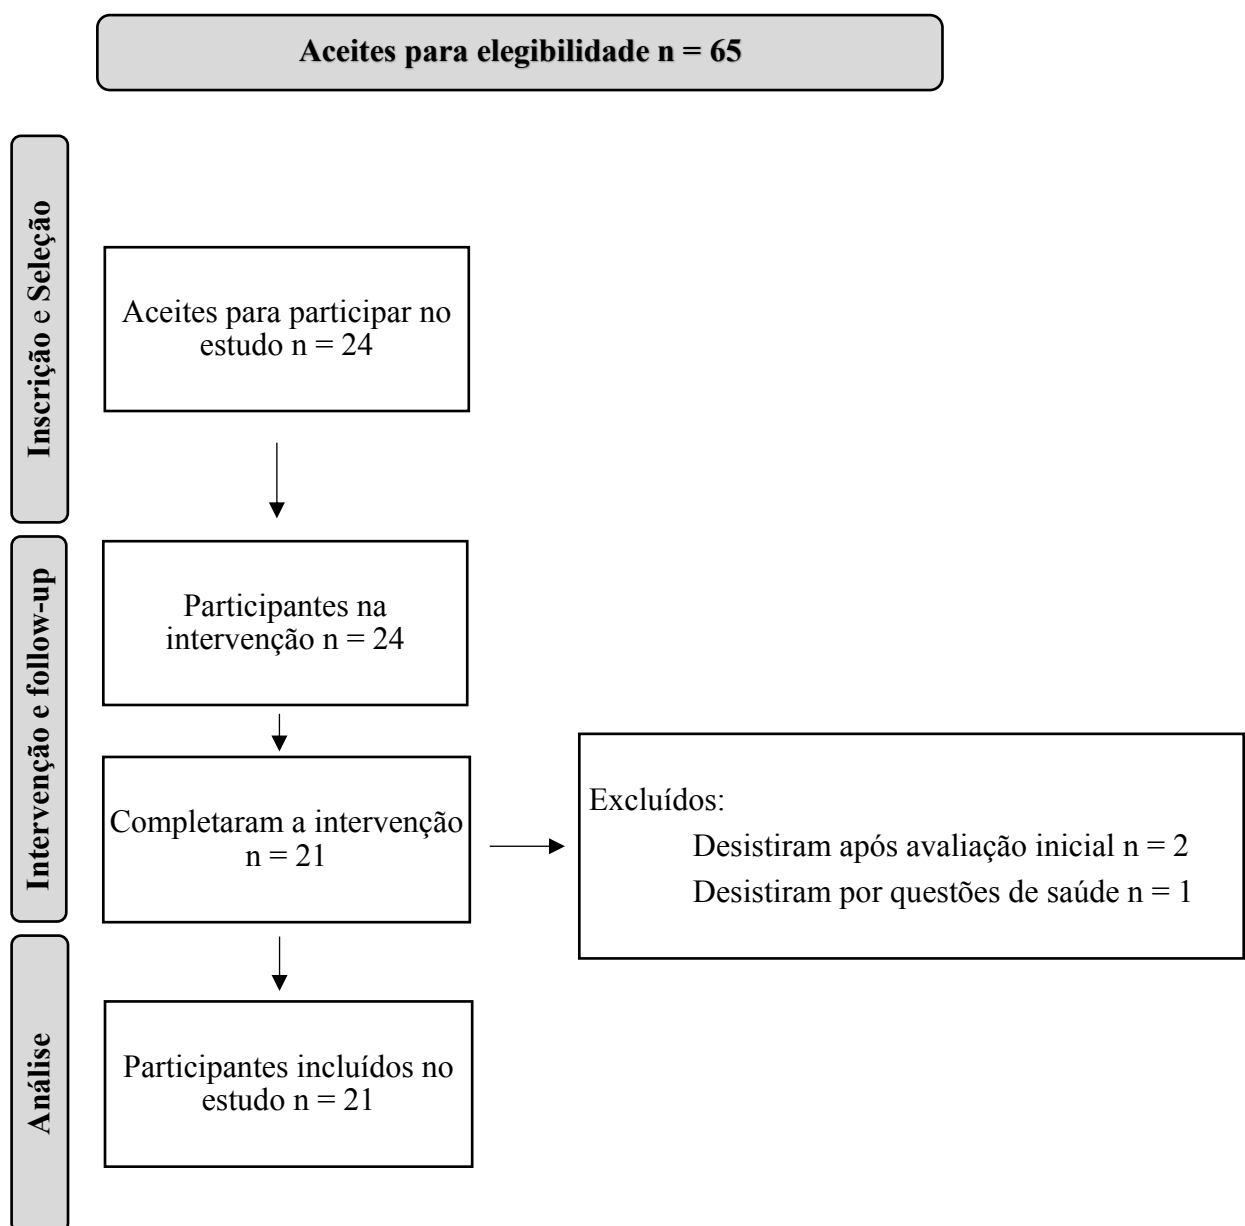 Aceites para elegibilidade n = 65
Inscrição e Seleção
Aceites para participar no
estudo n = 24
Intervenção e follow-up
Participantes na
intervenção n = 24
Completaram a intervenção
n = 21
Excluídos:
Desistiram após avaliação inicial n = 2
Desistiram por questões de saúde n = 1
Análise
Participantes incluídos no
estudo n = 21